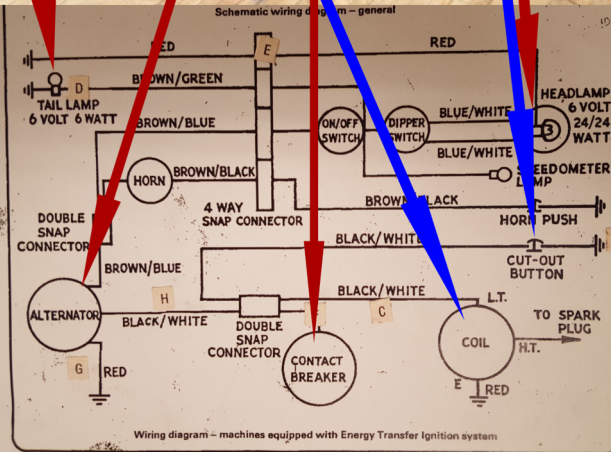 Schematic wiring diagram – general
RED
E
RED
BROWN/GREEN
D
TAIL LAMP
6 VOLT 6 WATT
HEADLAMP
6 VOLT
24/24
WATT
BROWN/BLUE
ON/OFF
SWITCH
DIPPER
SWITCH
BLUE/WHITE
BLUE/WHITE
BROWN/BLACK
HORN
SPEEDOMETER
LAMP
4 WAY
SNAP CONNECTOR
BROWN/BLACK
HORN PUSH
DOUBLE
SNAP
CONNECTOR
BLACK/WHITE
CUT-OUT
BUTTON
BROWN/BLUE
H
BLACK/WHITE
L.T.
ALTERNATOR
BLACK/WHITE
C
DOUBLE
SNAP
CONNECTOR
TO SPARK
PLUG
COIL
H.T.
CONTACT
BREAKER
G
RED
E
RED
Wiring diagram – machines equipped with Energy Transfer Ignition system